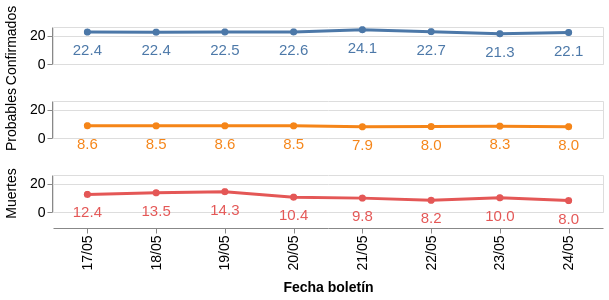 Confirmados
20
0
22.4 22.4 22.5 22.6 24.1 22.7 21.3 22.1
Probables
20
0
8.6 8.5 8.6 8.5 7.9 8.0 8.3 8.0
Muertes
20
0
12.4 13.5 14.3 10.4 9.8 8.2 10.0 8.0
17/05 18/05 19/05 20/05 21/05 22/05 23/05 24/05
Fecha boletín